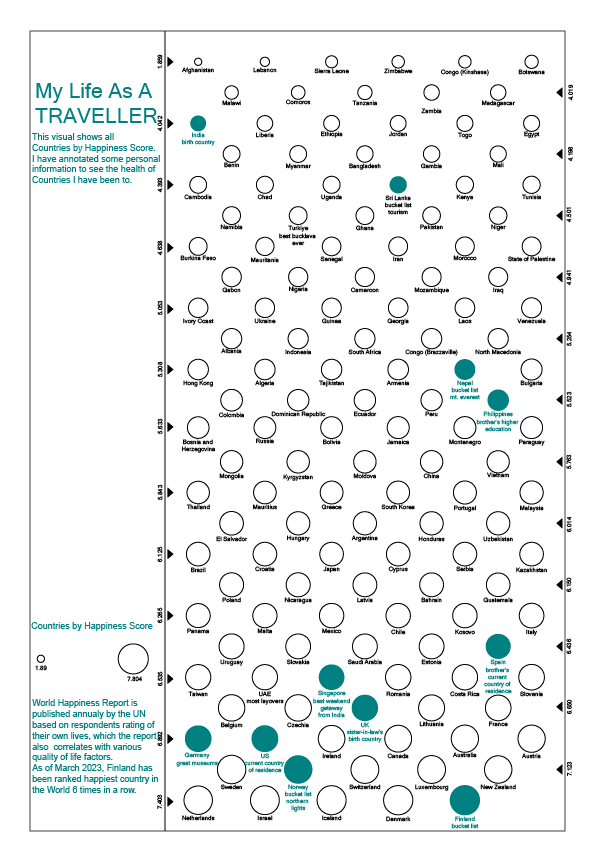 My Life As A
TRAVELLER
This visual shows all
Countries by Happiness Score.
I have annotated some personal
information to see the health of
Countries I have been to.
Countries by Happiness Score
1.89
7.804
World Happiness Report is
published annualy by the UN
based on respondents rating of
their own lives, which the report
also correlates with various
quality of life factors.
As of March 2023, Finland has
been ranked happiest country in
the World 6 times in a row.
1.859
Afghanistan
Lebanon
Sierra Leone
Zimbabwe
Congo (Kinshasa)
Botswana
4.019
Malawi
Comoros
Tanzania
Zambia
Madagascar
4.042
India
birth country
Liberia
Ethiopia
Jordan
Togo
Egypt
4.198
Benin
Myanmar
Bangladesh
Gambia
Mali
4.393
Cambodia
Chad
Uganda
Sri Lanka
bucket list
tourism
Kenya
Tunisia
4.501
Namibia
Turkiye
best bucklava
ever
Ghana
Pakistan
Niger
4.638
Burkina Faso
Mauritania
Senegal
Iran
Morocco
State of Palestine
4.941
Gabon
Nigeria
Cameroon
Mozambique
Iraq
5.053
Ivory Coast
Ukraine
Guinea
Georgia
Laos
Venezuela
5.254
Albania
Indonesia
South Africa
Congo (Brazzaville)
North Macedonia
5.308
Hong Kong
Algeria
Tajikistan
Armenia
Nepal
bucket list
mt. everest
Bulgaria
5.523
Colombia
Dominican Republic
Ecuador
Peru
Philippines
brother's higher
education
5.633
Bosnia and
Herzegovina
Russia
Bolivia
Jamaica
Montenegro
Paraguay
5.763
Mongolia
Kyrgyzstan
Moldova
China
Vietnam
5.843
Thailand
Mauritius
Greece
South Korea
Portugal
Malaysia
6.014
El Salvador
Hungary
Argentina
Honduras
Uzbekistan
6.125
Brazil
Croatia
Japan
Cyprus
Serbia
Kazakhstan
6.150
Poland
Nicaragua
Latvia
Bahrain
Guatemala
6.265
Panama
Malta
Mexico
Chile
Kosovo
Italy
6.436
Uruguay
Slovakia
Saudi Arabia
Estonia
Spain
brother's
current
country of
residence
6.535
Taiwan
UAE
most layovers
Singapore
best weekend
getaway
from India
Romania
Costa Rica
Slovenia
6.650
Belgium
Czechia
UK
sister-in-law's
birth country
Lithuania
France
6.892
Germany
great museums
US
current country
of residence
Ireland
Canada
Australia
Austria
7.123
Sweden
Norway
bucket list
northern
lights
Switzerland
Luxembourg
New Zealand
7.403
Netherlands
Israel
Iceland
Denmark
Finland
bucket list